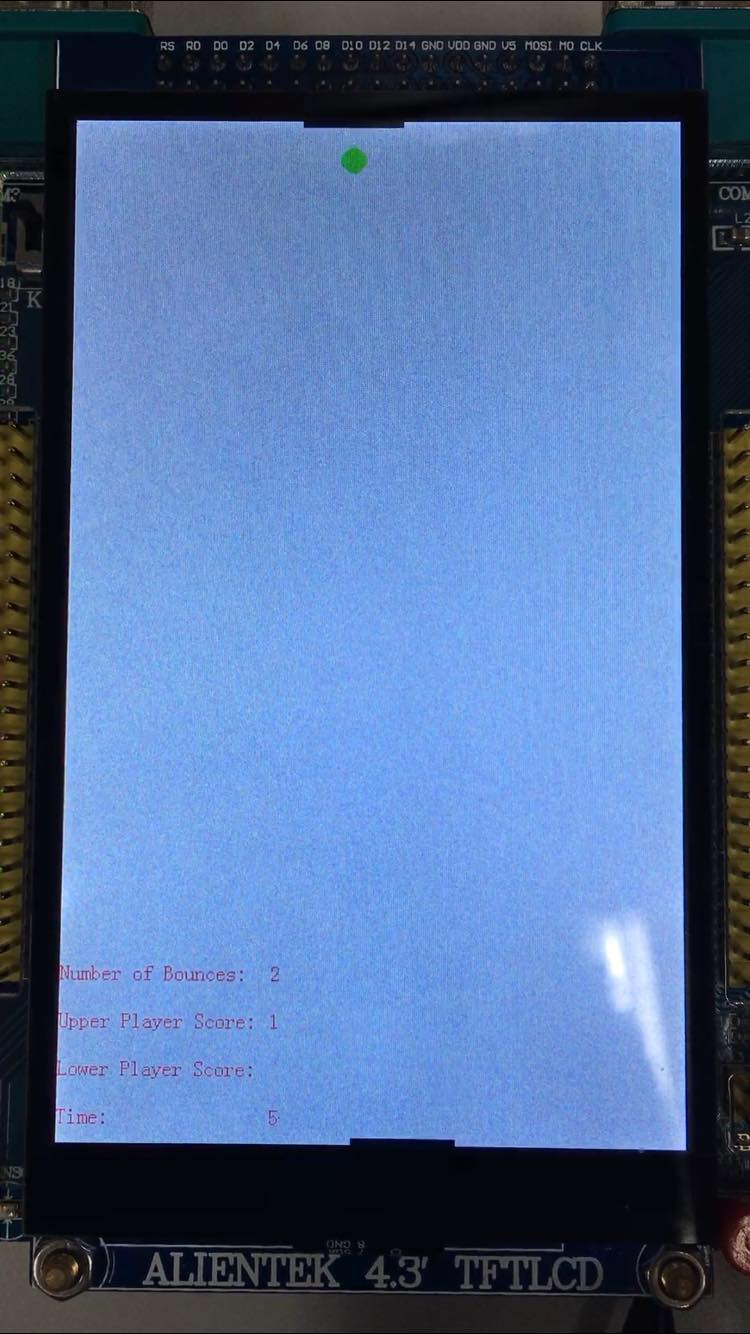 RS RD D0 D2 D4 D6 D8 D10 D12 D14 GND VDD GND V5 MOSI MO CLK
COM
K
Number of Bounces: 2
Upper Player Score: 1
Lower Player Score:
Time: 5
ALIENTEK 4.3' TFTLCD